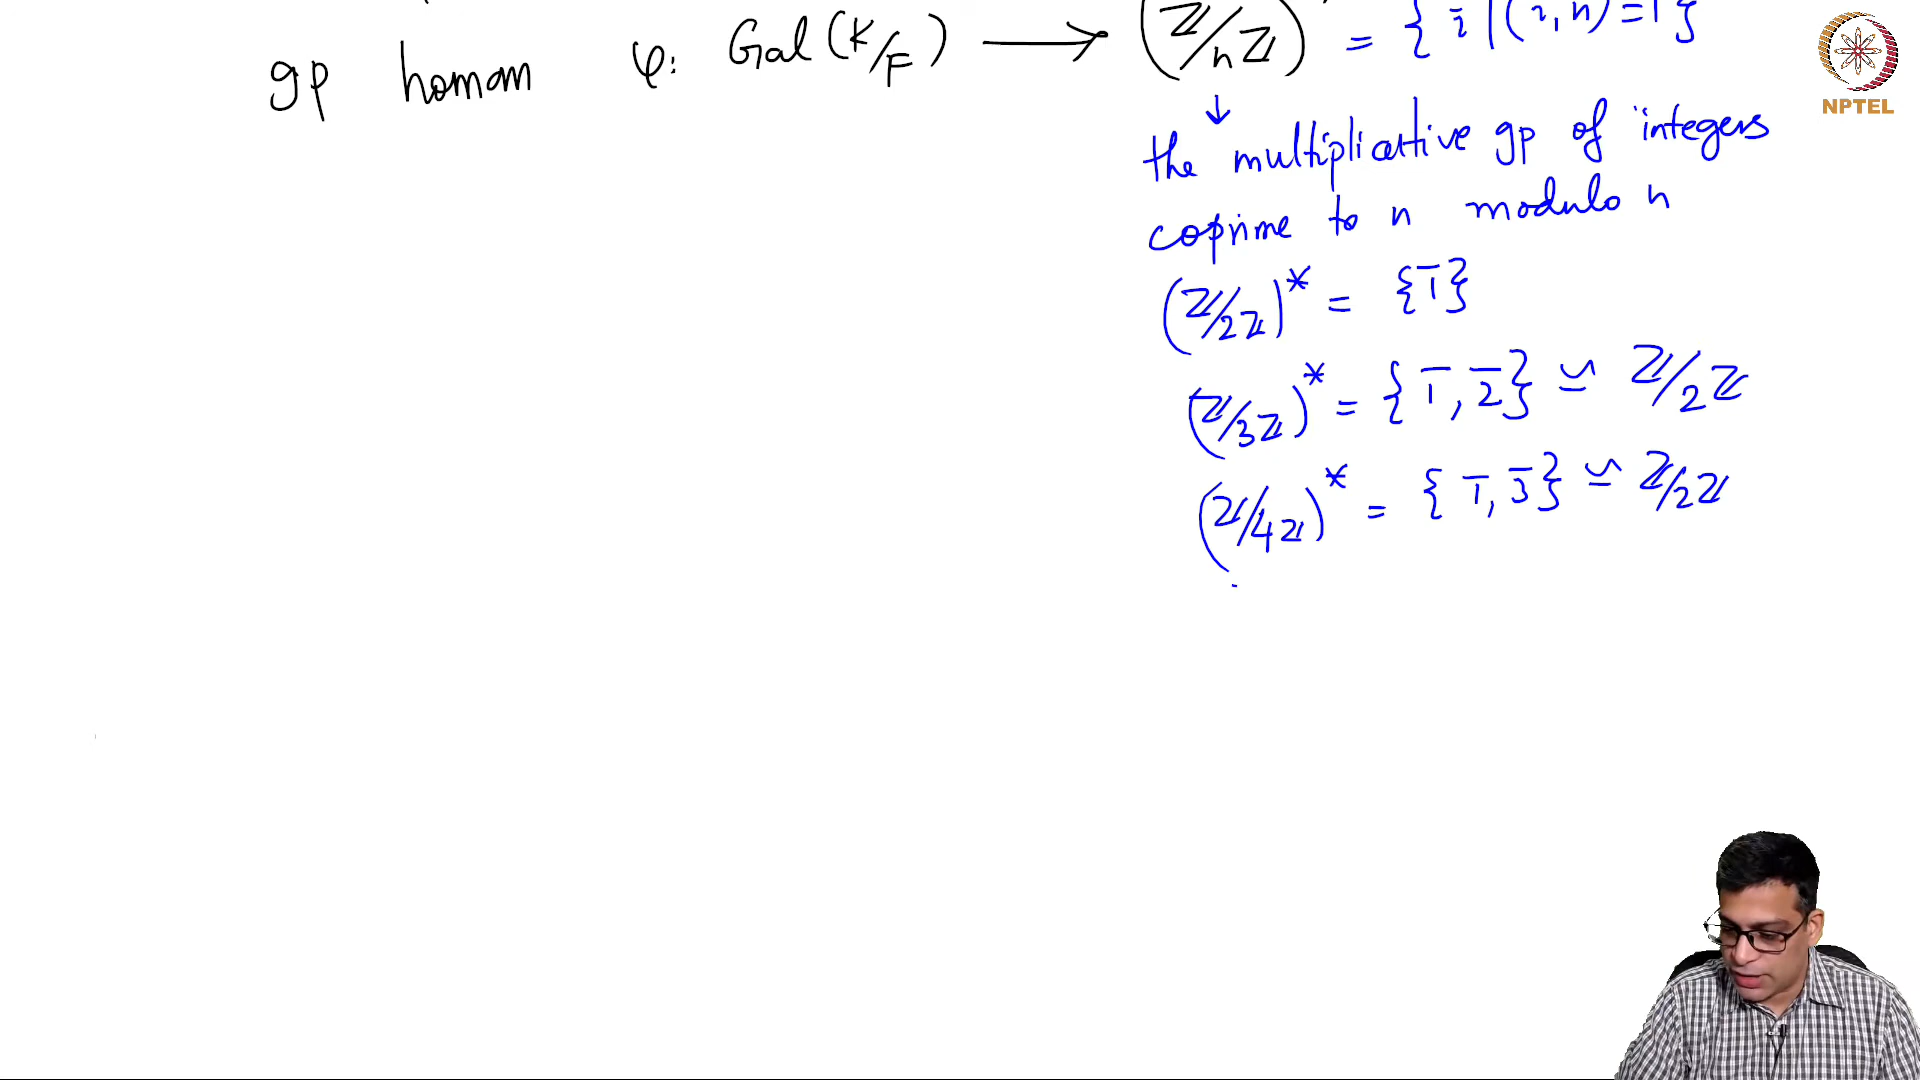 gp homom φ: Gal(K/F) ⟶ (ℤ/nℤ)* = { ī | (i, n) = 1 }
↓
the multiplicative gp of integers
coprime to n modulo n
(ℤ/2ℤ)* = {1̄}
(ℤ/3ℤ)* = {1̄, 2̄} ≃ ℤ/2ℤ
(ℤ/4ℤ)* = {1̄, 3̄} ≃ ℤ/2ℤ
NPTEL